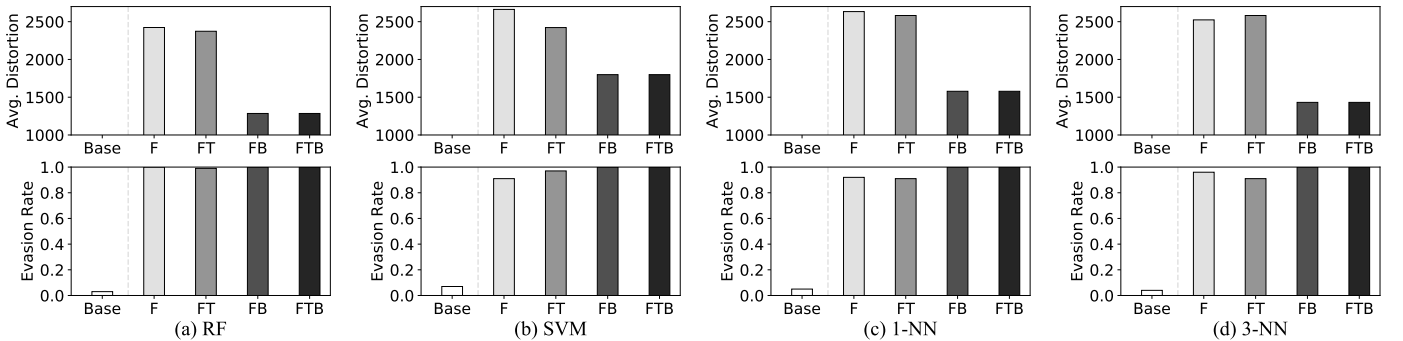 Avg. Distortion
2500
2000
1500
1000
Base F FT FB FTB
Evasion Rate
1.0
0.8
0.6
0.4
0.2
0.0
Base F FT FB FTB
(a) RF
Avg. Distortion
2500
2000
1500
1000
Base F FT FB FTB
Evasion Rate
1.0
0.8
0.6
0.4
0.2
0.0
Base F FT FB FTB
(b) SVM
Avg. Distortion
2500
2000
1500
1000
Base F FT FB FTB
Evasion Rate
1.0
0.8
0.6
0.4
0.2
0.0
Base F FT FB FTB
(c) 1-NN
Avg. Distortion
2500
2000
1500
1000
Base F FT FB FTB
Evasion Rate
1.0
0.8
0.6
0.4
0.2
0.0
Base F FT FB FTB
(d) 3-NN